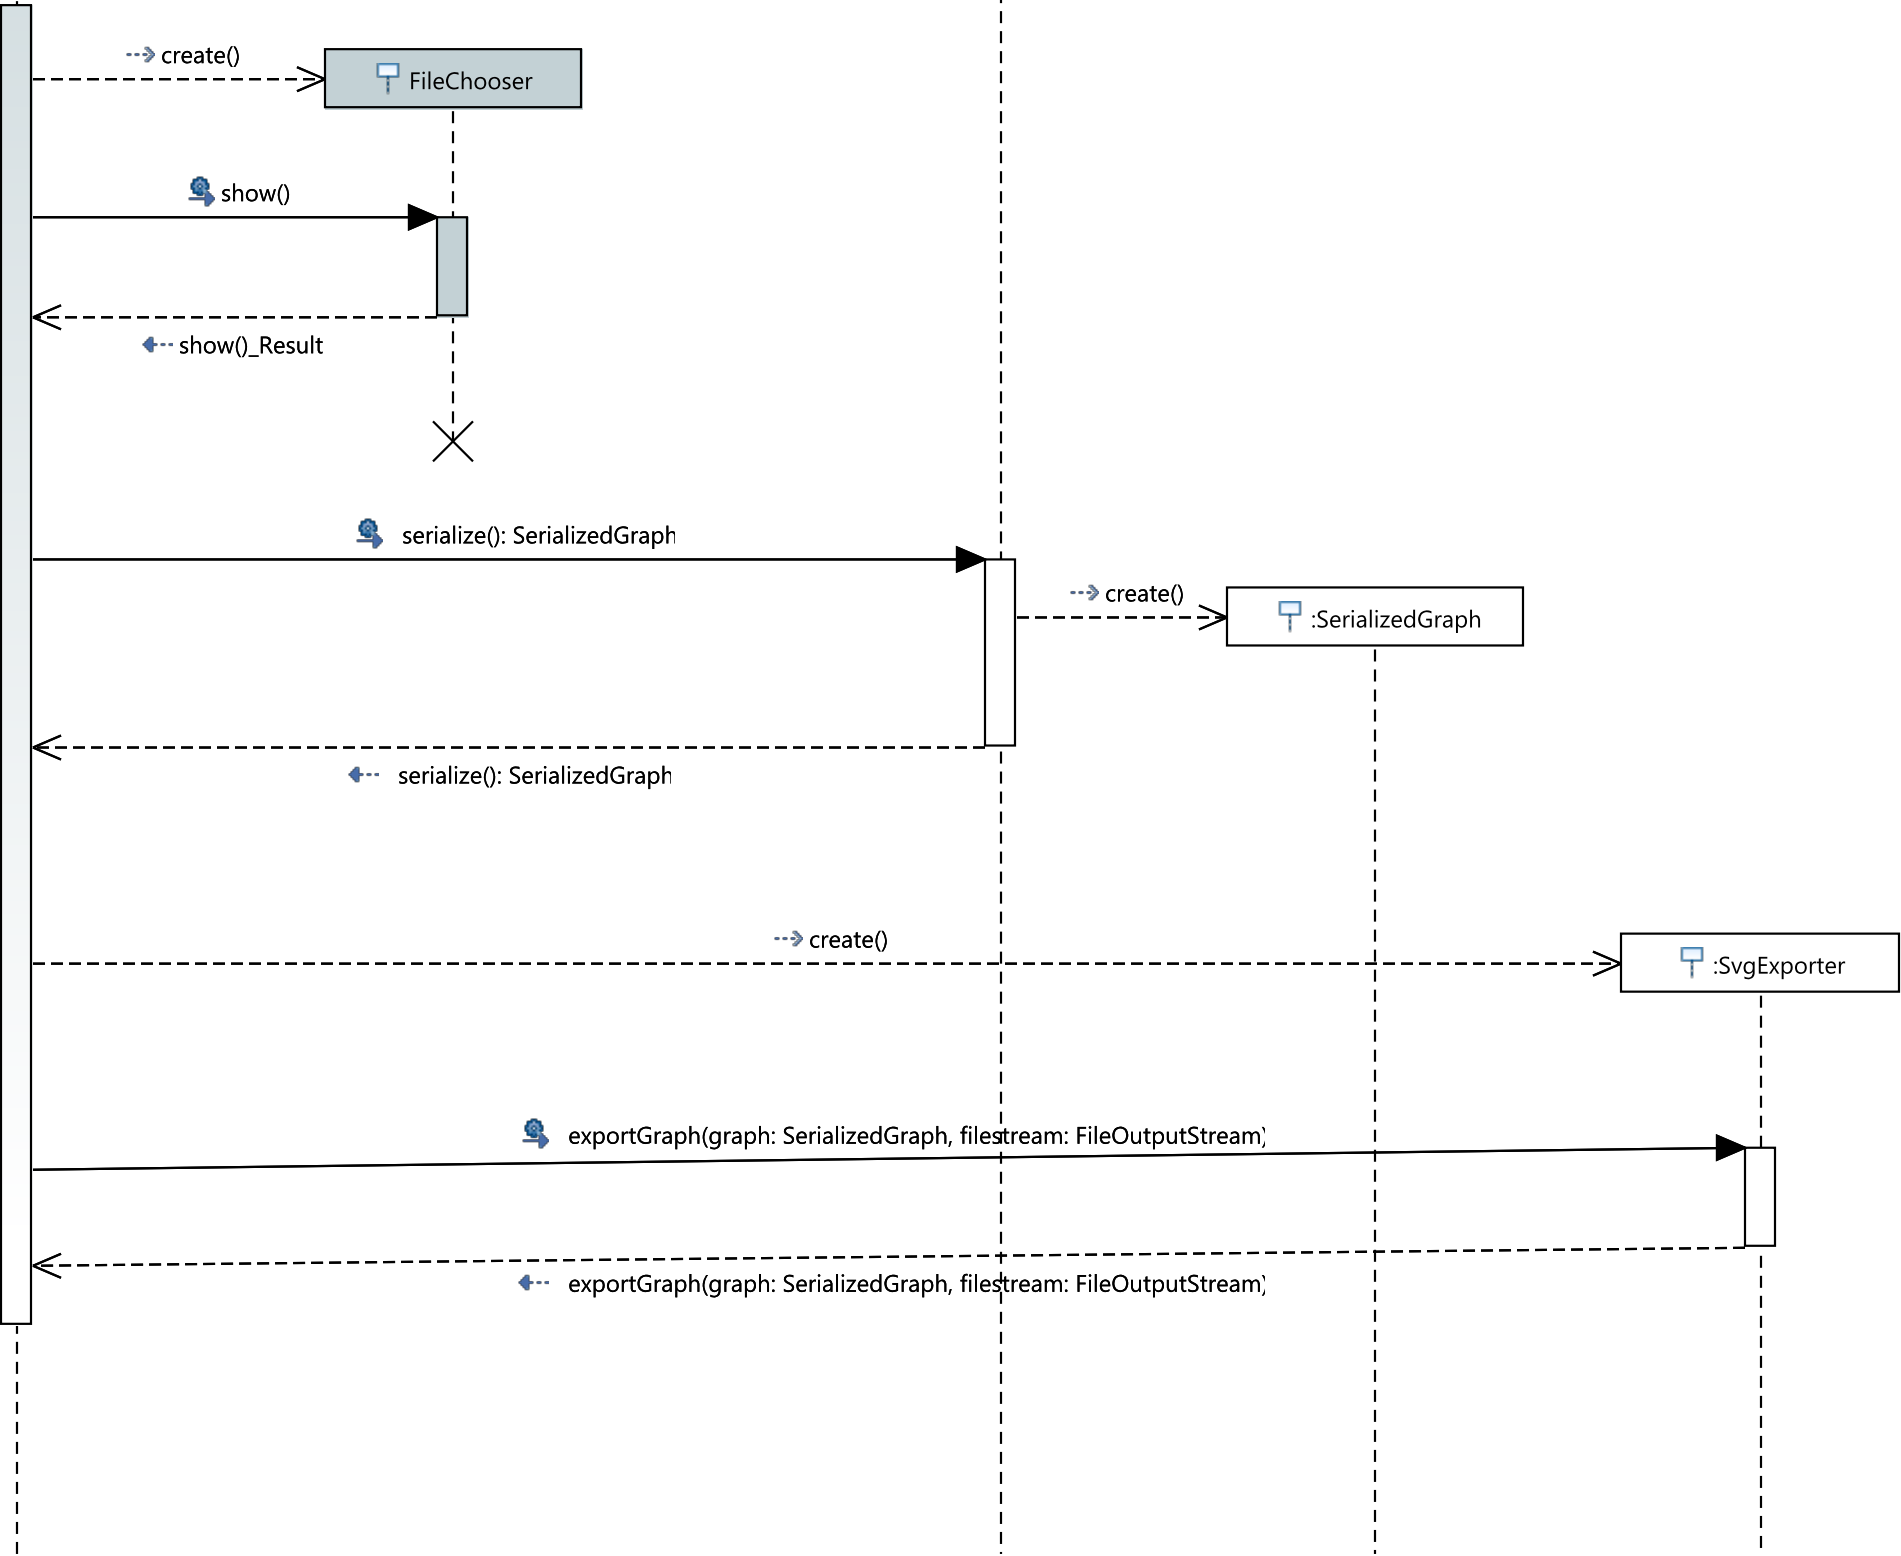 create()
FileChooser
show()
show()_Result
serialize(): SerializedGraph
create()
:SerializedGraph
serialize(): SerializedGraph
create()
:SvgExporter
exportGraph(graph: SerializedGraph, filestream: FileOutputStream)
exportGraph(graph: SerializedGraph, filestream: FileOutputStream)